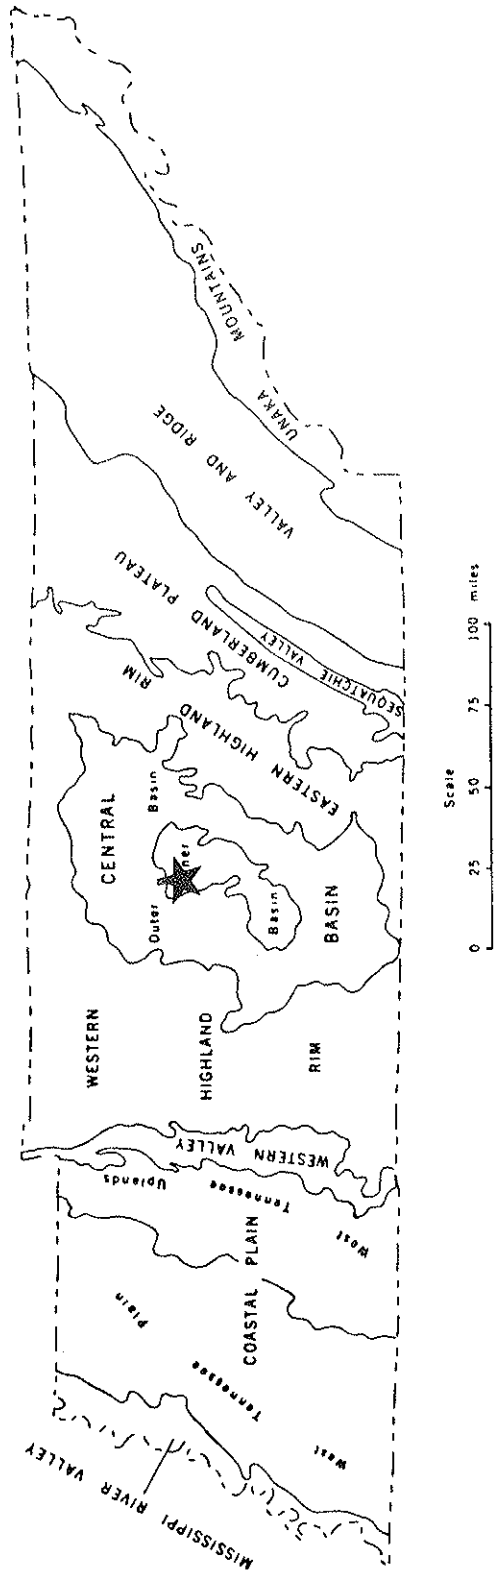 MISSISSIPPI RIVER VALLEY
West Tennessee Plain
COASTAL PLAIN
West Tennessee Uplands
WESTERN VALLEY
WESTERN
HIGHLAND
RIM
CENTRAL
BASIN
Outer Basin
ner
Basin
EASTERN HIGHLAND RIM
CUMBERLAND PLATEAU
SEQUATCHIE VALLEY
VALLEY AND RIDGE
UNAKA MOUNTAINS
Scale
0 25 50 75 100 miles